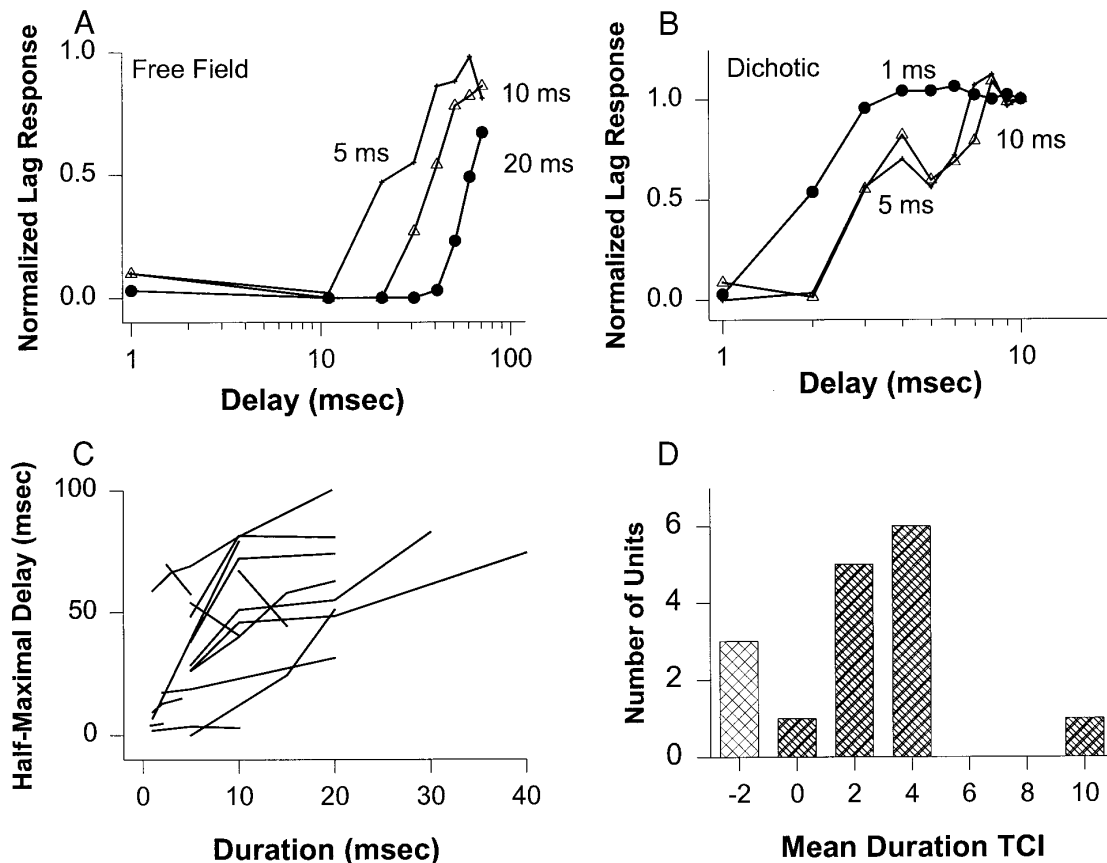 A
Free Field
Normalized Lag Response
1.0
0.5
0.0
5 ms
10 ms
20 ms
1
10
100
Delay (msec)
B
Dichotic
Normalized Lag Response
1.0
0.5
0.0
1 ms
10 ms
5 ms
1
10
Delay (msec)
C
Half-Maximal Delay (msec)
100
50
0
0
10
20
30
40
Duration (msec)
D
Number of Units
6
4
2
0
-2
0
2
4
6
8
10
Mean Duration TCI